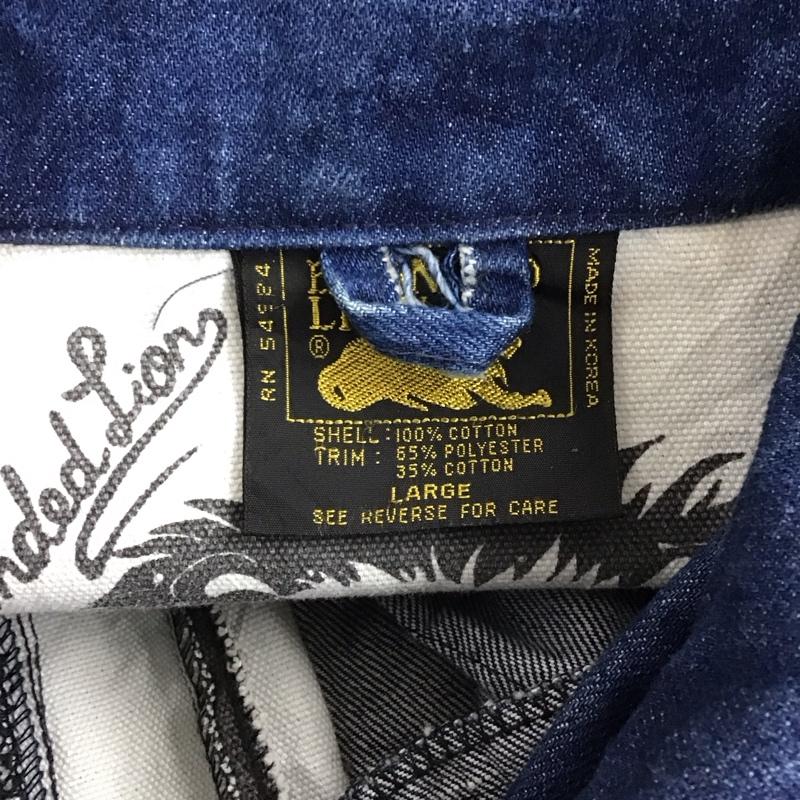 nded Lion
RN 54924
MADE IN KOREA
®
SHELL: 100% COTTON
TRIM: 65% POLYESTER
35% COTTON
LARGE
SEE REVERSE FOR CARE